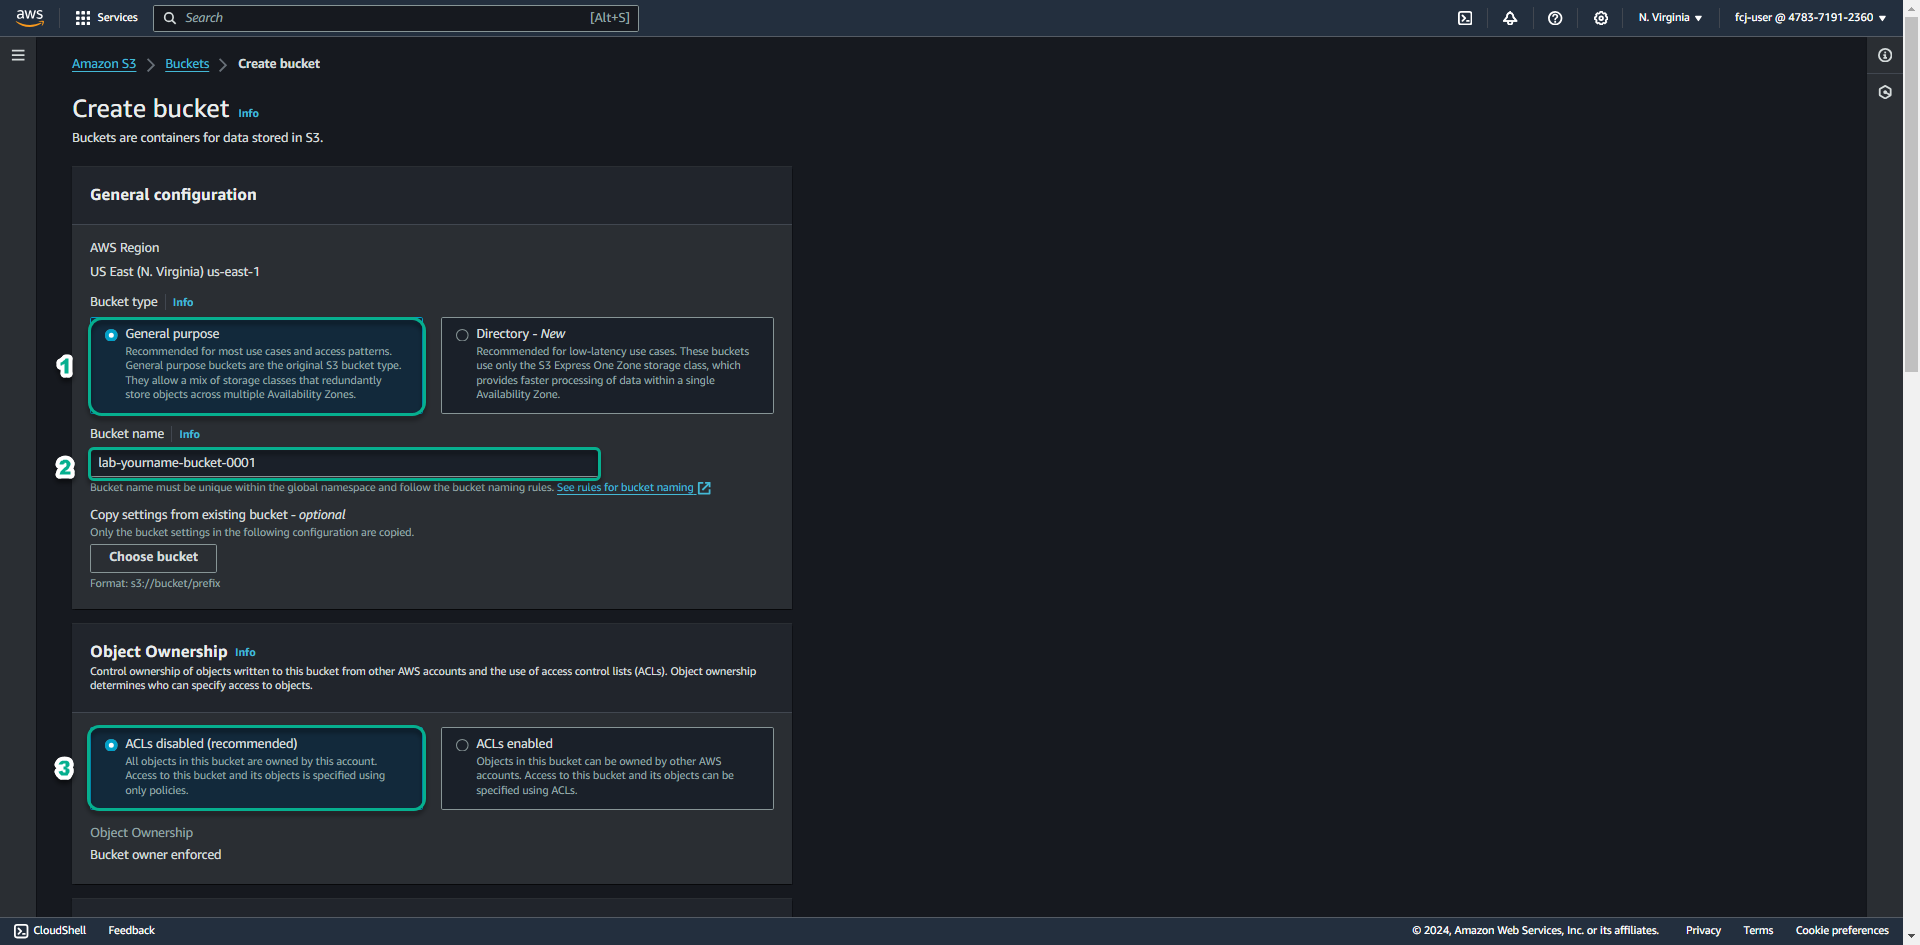 aws
Services
Search
[Alt+S]
N. Virginia
fcj-user @ 4783-7191-2360
Amazon S3
Buckets
Create bucket
Create bucket Info
Buckets are containers for data stored in S3.
General configuration
AWS Region
US East (N. Virginia) us-east-1
Bucket type Info
1
General purpose
Recommended for most use cases and access patterns.
General purpose buckets are the original S3 bucket type.
They allow a mix of storage classes that redundantly
store objects across multiple Availability Zones.
Directory - New
Recommended for low-latency use cases. These buckets
use only the S3 Express One Zone storage class, which
provides faster processing of data within a single
Availability Zone.
Bucket name Info
2
lab-yourname-bucket-0001
Bucket name must be unique within the global namespace and follow the bucket naming rules. See rules for bucket naming
Copy settings from existing bucket - optional
Only the bucket settings in the following configuration are copied.
Choose bucket
Format: s3://bucket/prefix
Object Ownership Info
Control ownership of objects written to this bucket from other AWS accounts and the use of access control lists (ACLs). Object ownership
determines who can specify access to objects.
3
ACLs disabled (recommended)
All objects in this bucket are owned by this account.
Access to this bucket and its objects is specified using
only policies.
ACLs enabled
Objects in this bucket can be owned by other AWS
accounts. Access to this bucket and its objects can be
specified using ACLs.
Object Ownership
Bucket owner enforced
CloudShell
Feedback
© 2024, Amazon Web Services, Inc. or its affiliates.
Privacy
Terms
Cookie preferences